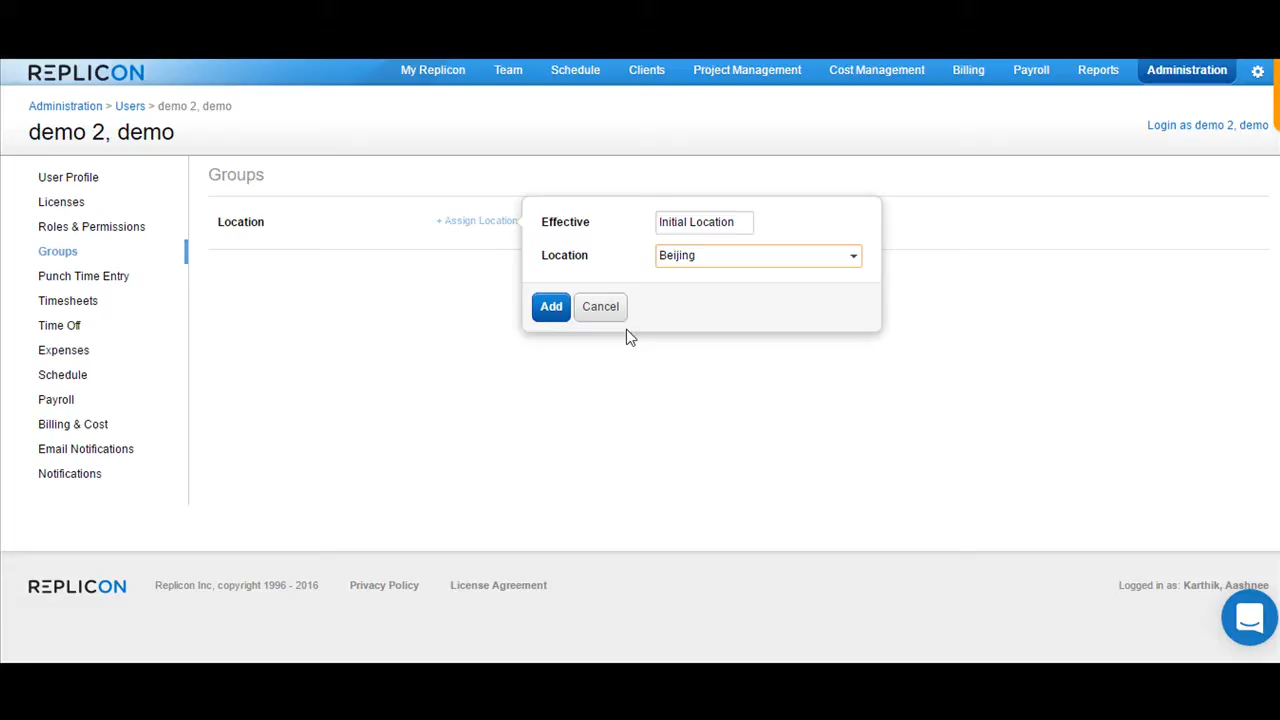 REPLICON
My Replicon Team Schedule Clients Project Management Cost Management Billing Payroll Reports Administration
Administration > Users > demo 2, demo
demo 2, demo
Login as demo 2, demo
User Profile
Licenses
Roles & Permissions
Groups
Punch Time Entry
Timesheets
Time Off
Expenses
Schedule
Payroll
Billing & Cost
Email Notifications
Notifications
Groups
Location
+ Assign Location
Effective Initial Location
Location Beijing
Add Cancel
REPLICON Replicon Inc, copyright 1996 - 2016 Privacy Policy License Agreement Logged in as: Karthik, Aashnee